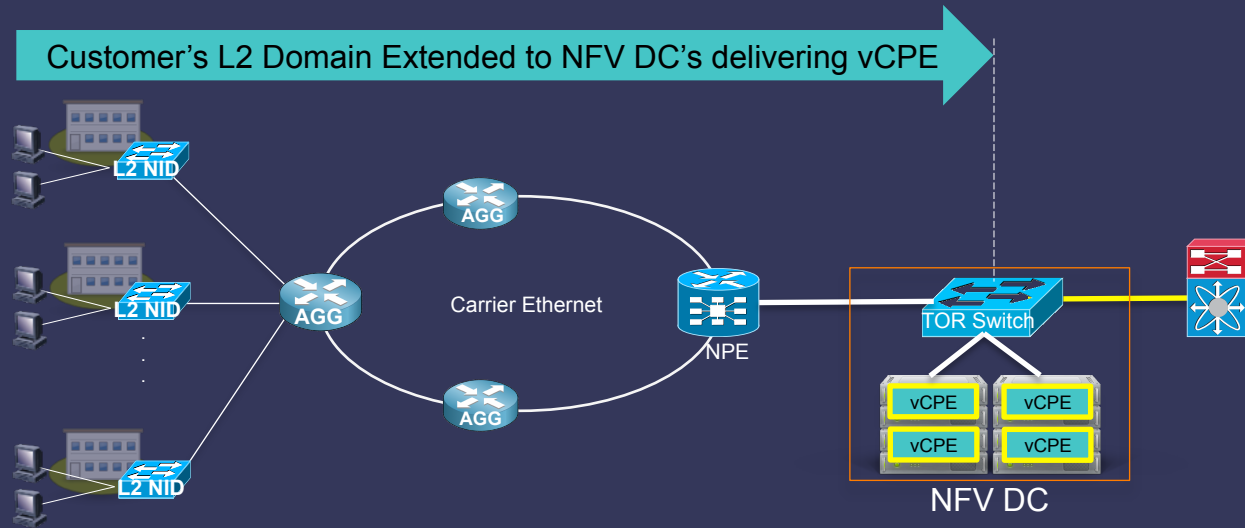 Customer's L2 Domain Extended to NFV DC's delivering vCPE
L2 NID
AGG
L2 NID
AGG
Carrier Ethernet
NPE
TOR Switch
.
.
.
vCPE
vCPE
AGG
vCPE
vCPE
L2 NID
NFV DC